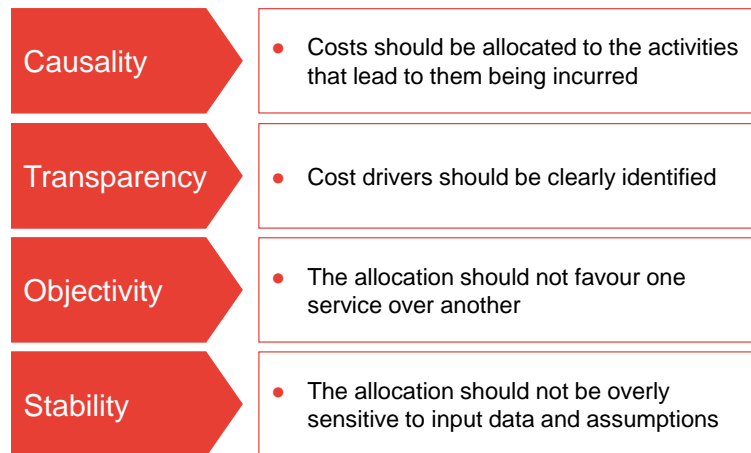 Causality
• Costs should be allocated to the activities
that lead to them being incurred
Transparency
• Cost drivers should be clearly identified
Objectivity
• The allocation should not favour one
service over another
Stability
• The allocation should not be overly
sensitive to input data and assumptions